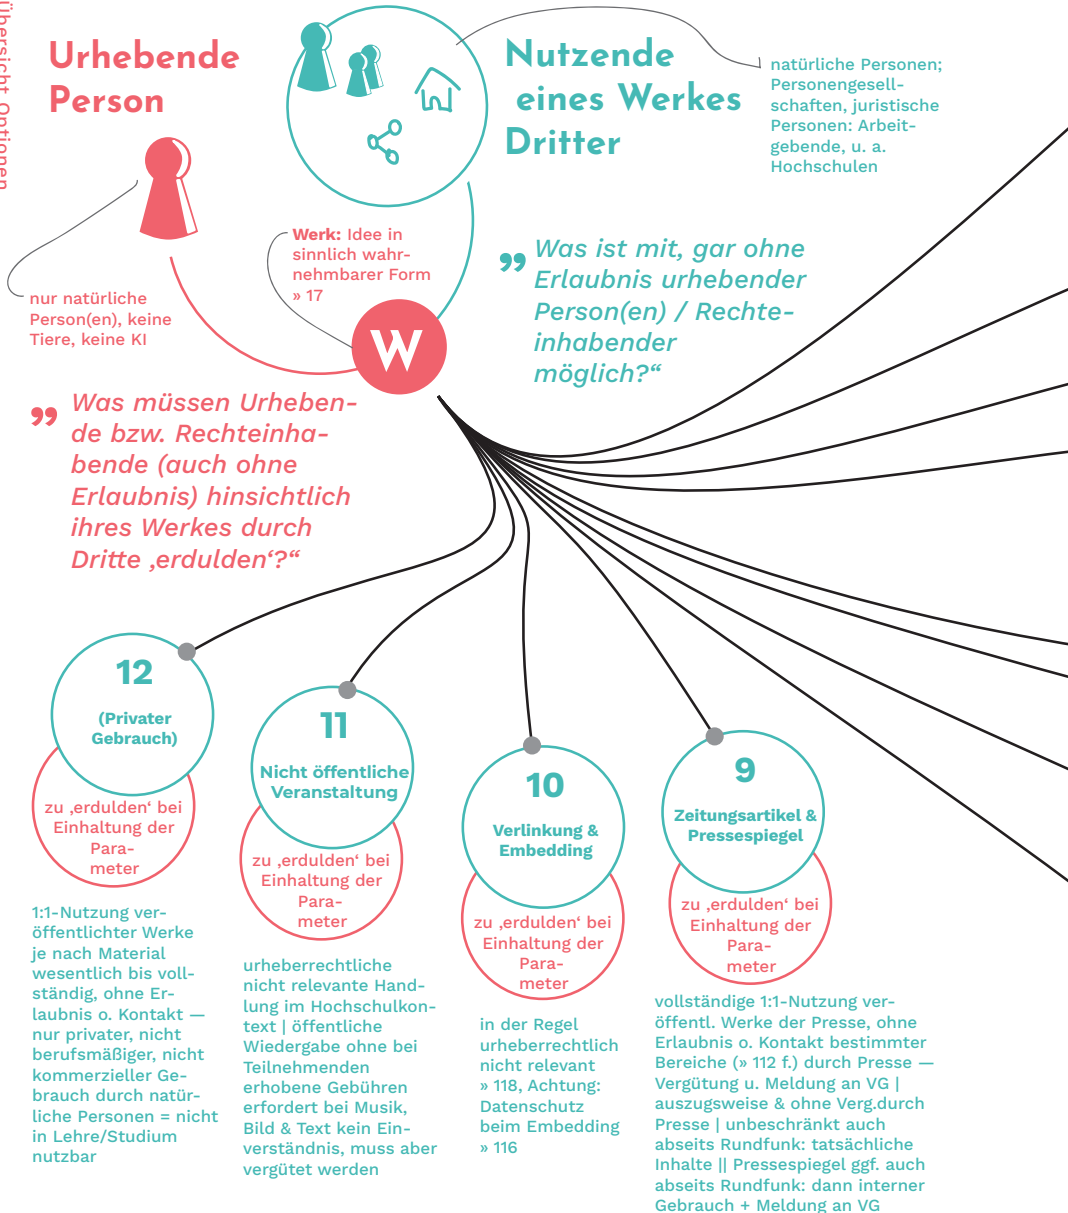 Übersicht Optionen
Urhebende
Person
Nutzende
eines Werkes
Dritter
natürliche Personen;
Personengesell-
schaften, juristische
Personen: Arbeit-
gebende, u. a.
Hochschulen
nur natürliche
Person(en), keine
Tiere, keine KI
Werk: Idee in
sinnlich wahr-
nehmbarer Form
» 17
W
” Was ist mit, gar ohne
Erlaubnis urhebender
Person(en) / Rechte-
inhabender
möglich?“
” Was müssen Urheben-
de bzw. Rechteinha-
bende (auch ohne
Erlaubnis) hinsichtlich
ihres Werkes durch
Dritte ‚erdulden‘?“
12
(Privater
Gebrauch)
zu ‚erdulden‘ bei
Einhaltung der
Para-
meter
1:1-Nutzung ver-
öffentlichter Werke
je nach Material
wesentlich bis voll-
ständig, ohne Er-
laubnis o. Kontakt —
nur privater, nicht
berufsmäßiger, nicht
kommerzieller Ge-
brauch durch natür-
liche Personen = nicht
in Lehre/Studium
nutzbar
11
Nicht öffentliche
Veranstaltung
zu ‚erdulden‘ bei
Einhaltung der
Para-
meter
urheberrechtliche
nicht relevante Hand-
lung im Hochschulkon-
text | öffentliche
Wiedergabe ohne bei
Teilnehmenden
erhobene Gebühren
erfordert bei Musik,
Bild & Text kein Ein-
verständnis, muss aber
vergütet werden
10
Verlinkung &
Embedding
zu ‚erdulden‘ bei
Einhaltung der
Para-
meter
in der Regel
urheberrechtlich
nicht relevant
» 118, Achtung:
Datenschutz
beim Embedding
» 116
9
Zeitungsartikel &
Pressespiegel
zu ‚erdulden‘ bei
Einhaltung der
Para-
meter
vollständige 1:1-Nutzung ver-
öffentl. Werke der Presse, ohne
Erlaubnis o. Kontakt bestimmter
Bereiche (» 112 f.) durch Presse —
Vergütung u. Meldung an VG |
auszugsweise & ohne Verg.durch
Presse | unbeschränkt auch
abseits Rundfunk: tatsächliche
Inhalte || Pressespiegel ggf. auch
abseits Rundfunk: dann interner
Gebrauch + Meldung an VG